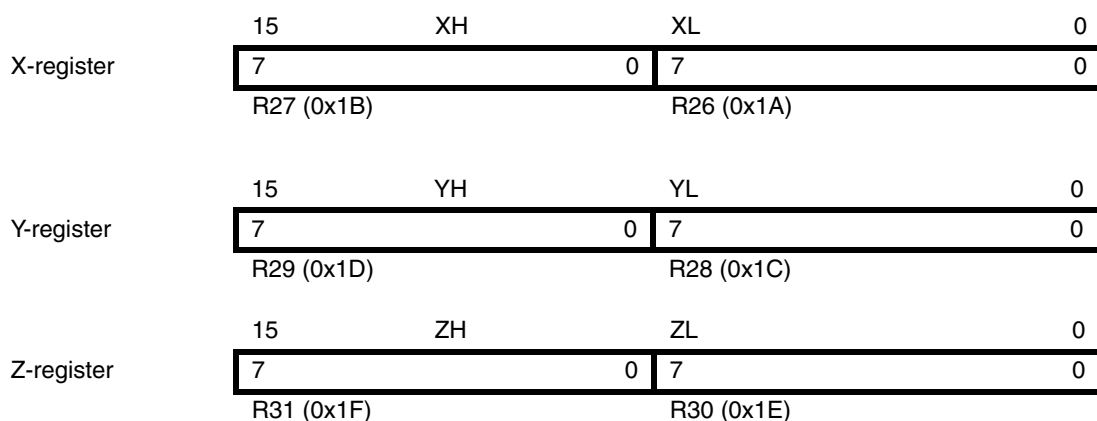 15 XH XL 0
X-register 7 0 7 0
R27 (0x1B) R26 (0x1A)
15 YH YL 0
Y-register 7 0 7 0
R29 (0x1D) R28 (0x1C)
15 ZH ZL 0
Z-register 7 0 7 0
R31 (0x1F) R30 (0x1E)